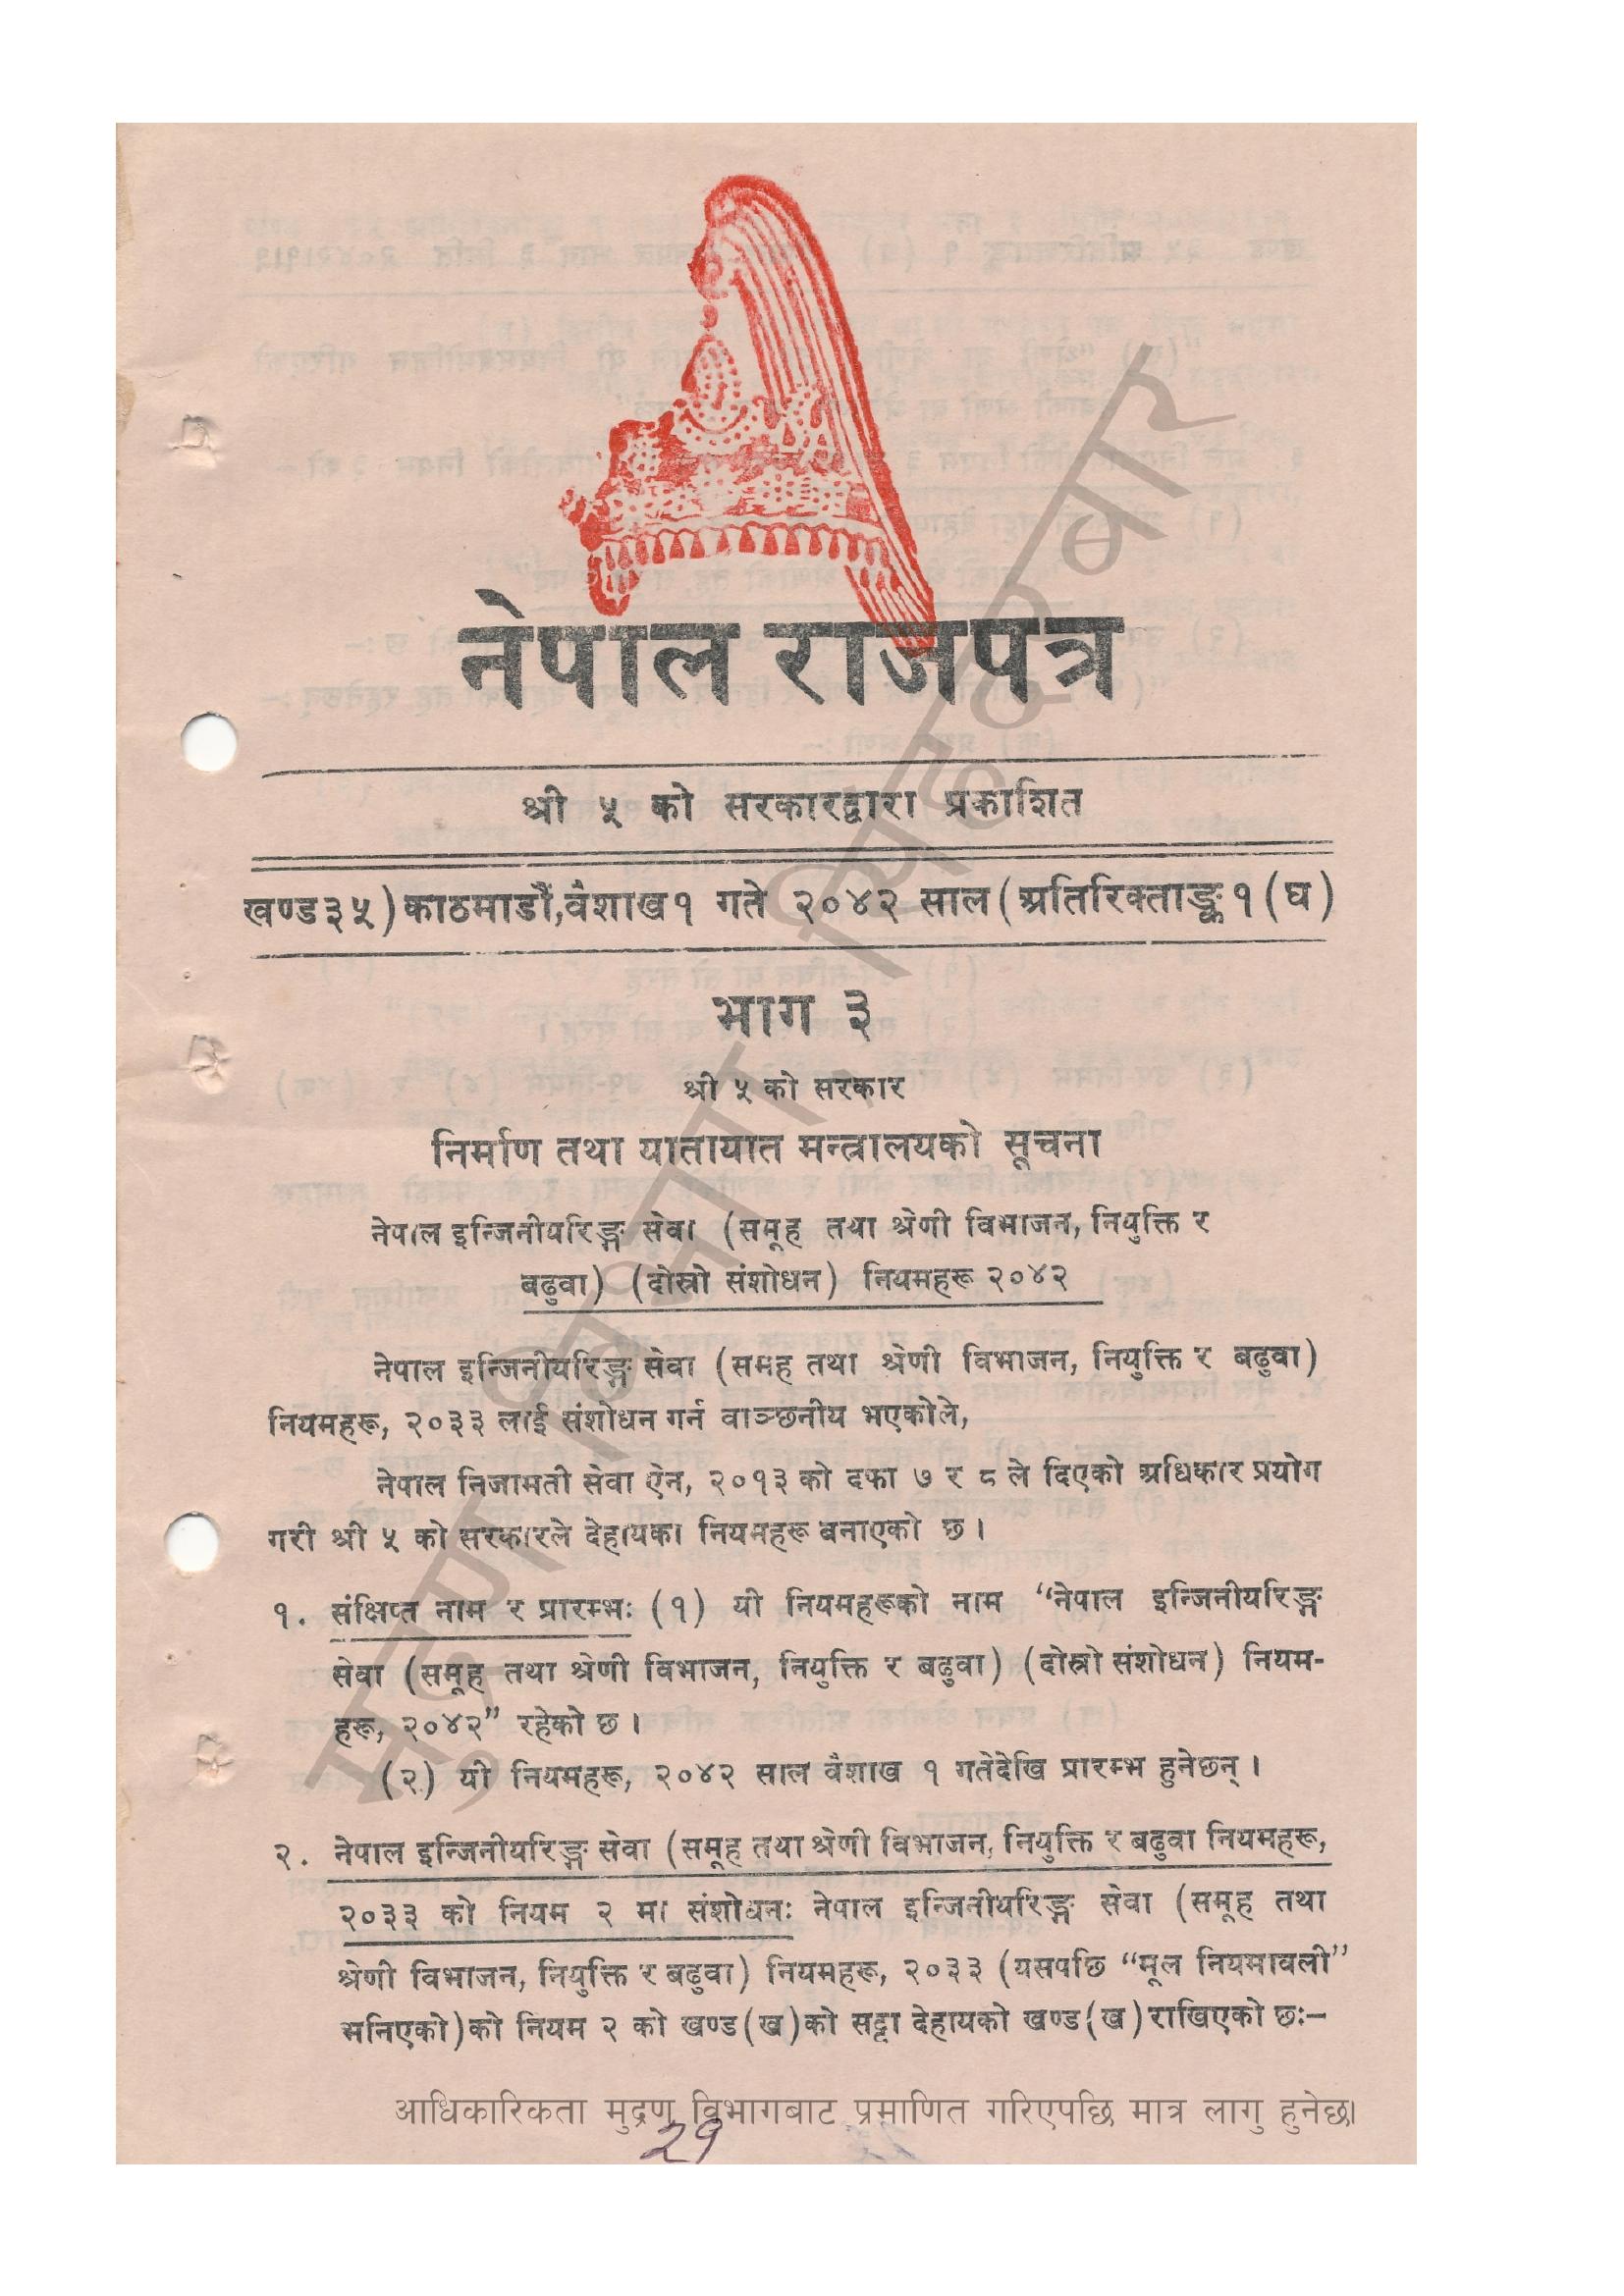 नेपाल राजपत्र
श्री ५ को सरकारद्वारा प्रकाशित
खण्ड ३५) काठमाडौं, वैशाख १ गते २०४२ साल (अतिरिक्ताङ्क १ (घ)
भाग ३
श्री ५ को सरकार
निर्माण तथा यातायात मन्त्रालयको सूचना
नेपाल इन्जिनीयरिङ्ग सेवा (समूह तथा श्रेणी विभाजन, नियुक्ति र
बढुवा) (दोस्रो संशोधन) नियमहरू २०४२
नेपाल इन्जिनीयरिङ्ग सेवा (समूह तथा श्रेणी विभाजन, नियुक्ति र बढुवा)
नियमहरू, २०३३ लाई संशोधन गर्न वाञ्छनीय भएकोले,
नेपाल निजामती सेवा ऐन, २०१३ को दफा ७ र ८ ले दिएको अधिकार प्रयोग
गरी श्री ५ को सरकारले देहायका नियमहरू बनाएको छ ।
१. संक्षिप्त नाम र प्रारम्भः (१) यी नियमहरूको नाम “नेपाल इन्जिनीयरिङ्ग
सेवा (समूह तथा श्रेणी विभाजन, नियुक्ति र बढुवा) (दोस्रो संशोधन) नियम-
हरू, २०४२” रहेको छ ।
(२) यी नियमहरू, २०४२ साल वैशाख १ गतेदेखि प्रारम्भ हुनेछन् ।
२. नेपाल इन्जिनीयरिङ्ग सेवा (समूह तथा श्रेणी विभाजन, नियुक्ति र बढुवा नियमहरू,
२०३३ को नियम २ मा संशोधनः नेपाल इन्जिनीयरिङ्ग सेवा (समूह तथा
श्रेणी विभाजन, नियुक्ति र बढुवा) नियमहरू, २०३३ (यसपछि “मूल नियमावली”
भनिएको) को नियम २ को खण्ड (ख) को सट्टा देहायको खण्ड (ख) राखिएको छः–
आधिकारिकता मुद्रण विभागबाट प्रमाणित गरिएपछि मात्र लागु हुनेछ।
२१